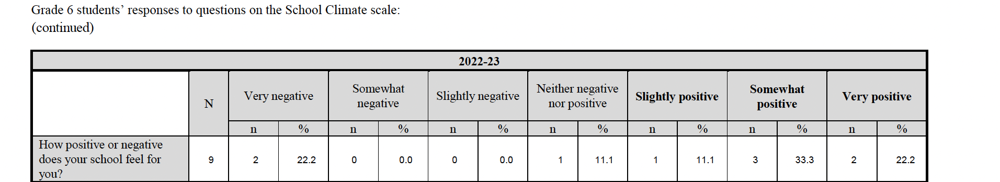 Grade 6 students’ responses to questions on the School Climate scale:
(continued)
2022-23
N
Very negative
Somewhat
negative
Slightly negative
Neither negative
nor positive
Slightly positive
Somewhat
positive
Very positive
n % n % n % n % n % n % n %
How positive or negative
does your school feel for
you?
9 2 22.2 0 0.0 0 0.0 1 11.1 1 11.1 3 33.3 2 22.2